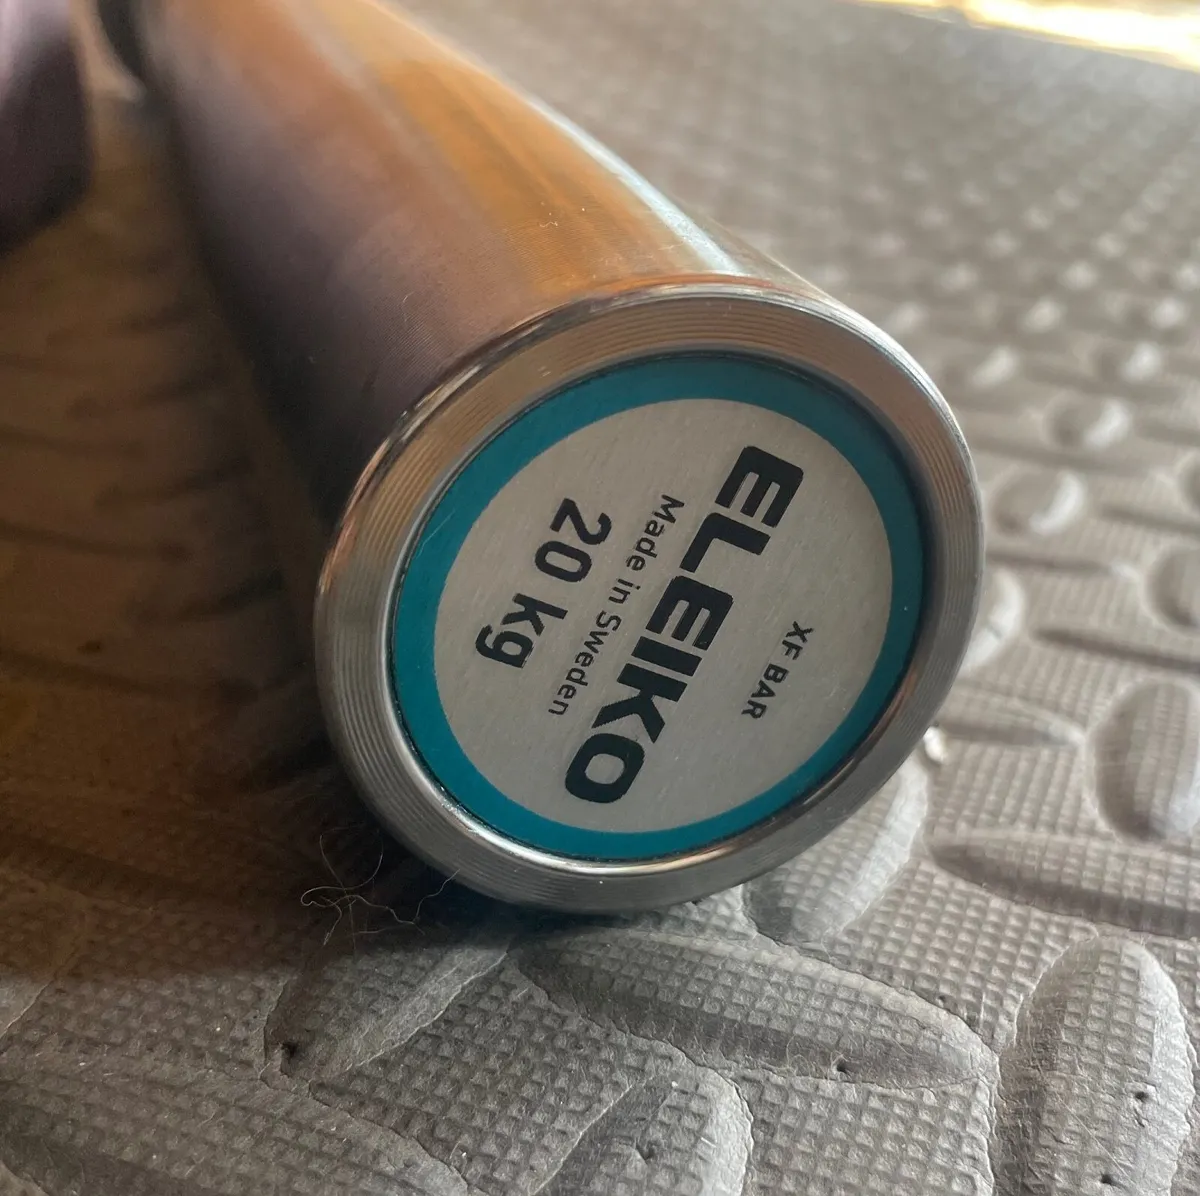 XF BAR
ELEIKO
Made in Sweden
20 kg